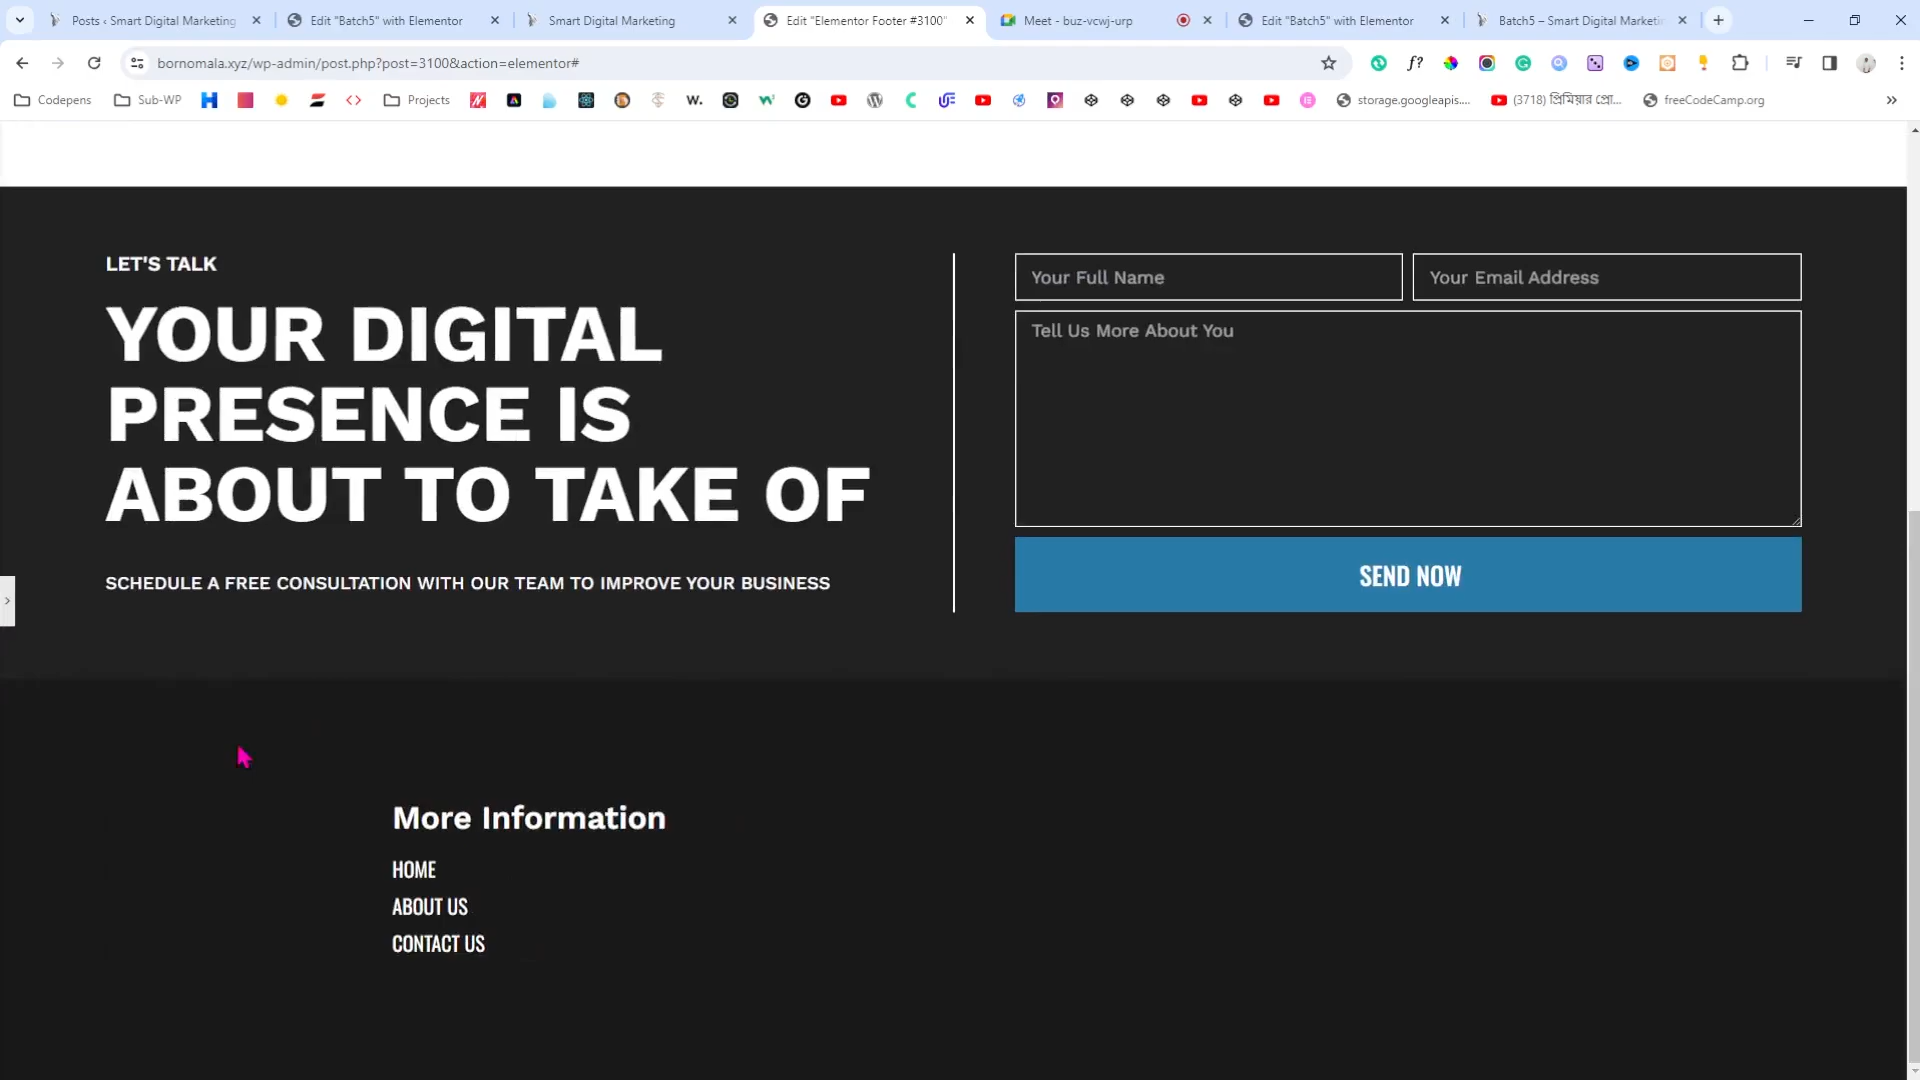 Posts ‹ Smart Digital Marketing
Edit "Batch5" with Elementor
Smart Digital Marketing
Edit "Elementor Footer #3100"
Meet - buz-vcwj-urp
Edit "Batch5" with Elementor
Batch5 – Smart Digital Marketin
bornomala.xyz/wp-admin/post.php?post=3100&action=elementor#
Codepens
Sub-WP
Projects
storage.googleapis....
(3718) প্রিমিয়ার প্রো...
freeCodeCamp.org
LET'S TALK
YOUR DIGITAL
PRESENCE IS
ABOUT TO TAKE OF
SCHEDULE A FREE CONSULTATION WITH OUR TEAM TO IMPROVE YOUR BUSINESS
Your Full Name
Your Email Address
Tell Us More About You
SEND NOW
More Information
HOME
ABOUT US
CONTACT US